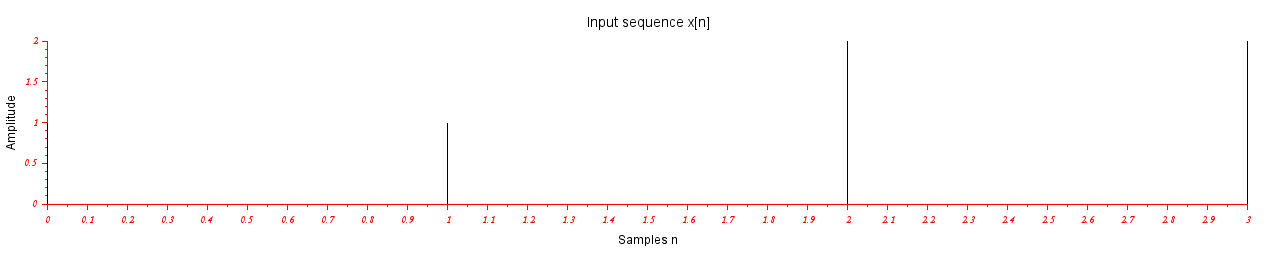 Input sequence x[n]
Amplitude
2
1.5
1
0.5
0
0 0.1 0.2 0.3 0.4 0.5 0.6 0.7 0.8 0.9 1 1.1 1.2 1.3 1.4 1.5 1.6 1.7 1.8 1.9 2 2.1 2.2 2.3 2.4 2.5 2.6 2.7 2.8 2.9 3
Samples n